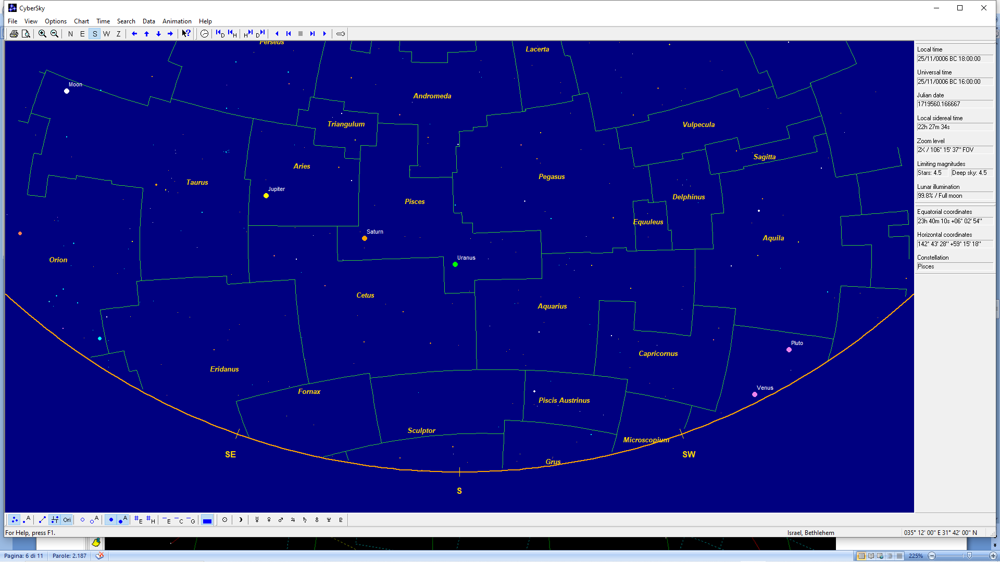 CyberSky
File View Options Chart Time Search Data Animation Help
N E S W Z
D H H D
Perseus
Lacerta
Moon
Andromeda
Triangulum
Vulpecula
Aries
Sagitta
Taurus
Pegasus
Jupiter
Pisces
Delphinus
Equuleus
Saturn
Aquila
Orion
Uranus
Cetus
Aquarius
Pluto
Capricornus
Eridanus
Venus
Fornax
Piscis Austrinus
Sculptor
Microscopium
Grus
SE
SW
S
Local time
25/11/0006 BC 18:00:00
Universal time
25/11/0006 BC 16:00:00
Julian date
1719560.166667
Local sidereal time
22h 27m 34s
Zoom level
2X / 106° 15' 37" FOV
Limiting magnitudes
Stars: 4.5 Deep sky: 4.5
Lunar illumination
99.8% / Full moon
Equatorial coordinates
23h 40m 10s +06° 02' 54"
Horizontal coordinates
142° 43' 28" +59° 15' 18"
Constellation
Pisces
A Ori A A #E #H E C G
For Help, press F1.
Israel, Bethlehem
035° 12' 00" E 31° 42' 00" N
Pagina: 6 di 11 Parole: 2.187
225%